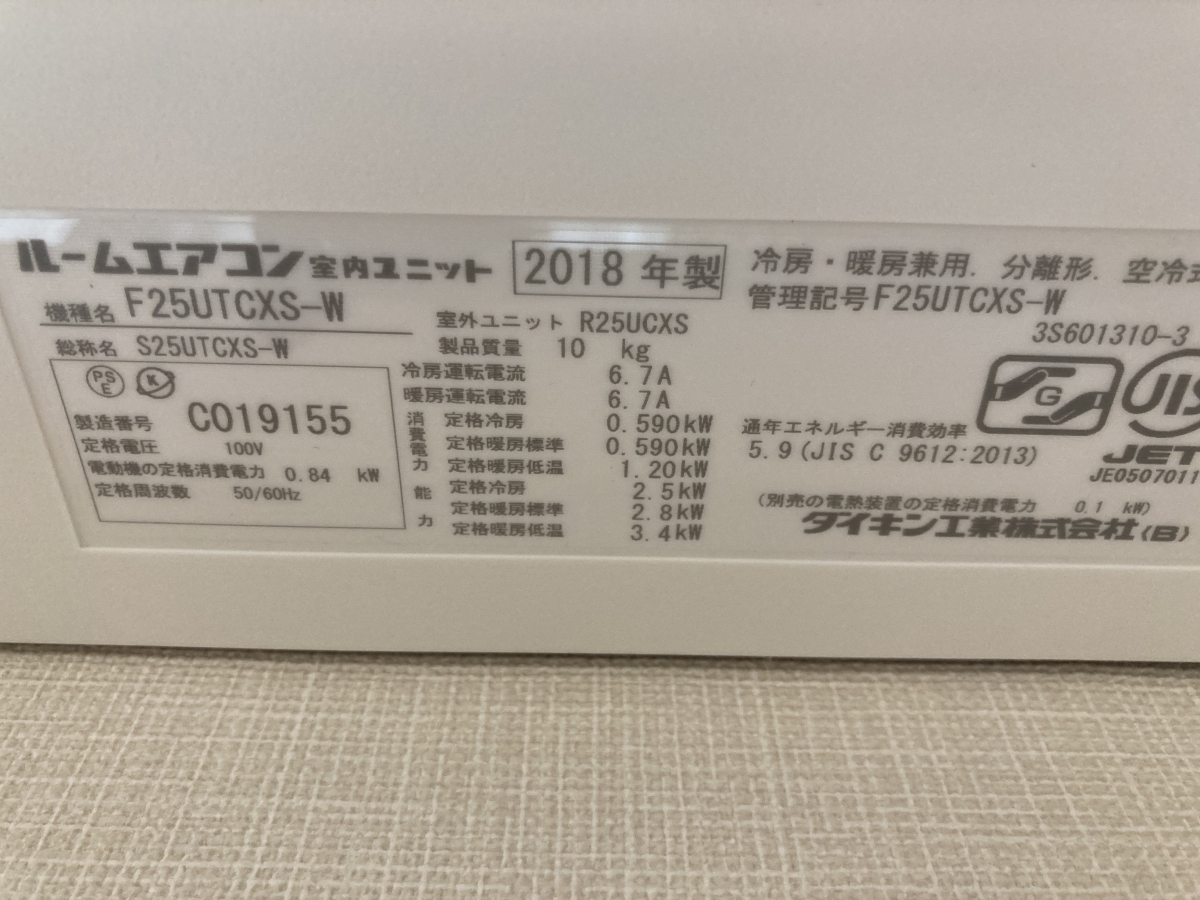 ルームエアコン 室内ユニット 2018 年製
機種名 F25UTCXS-W
総称名 S25UTCXS-W
PSE
K
製造番号 C019155
定格電圧 100V
電動機の定格消費電力 0.84 kW
定格周波数 50/60Hz
室外ユニット R25UCXS
製品質量 10 kg
冷房運転電流 6.7A
暖房運転電流 6.7A
消費電力 定格冷房 0.590kW
定格暖房標準 0.590kW
定格暖房低温 1.20kW
能力 定格冷房 2.5kW
定格暖房標準 2.8kW
定格暖房低温 3.4kW
冷房・暖房兼用. 分離形. 空冷式
管理記号F25UTCXS-W
3S601310-3
G
JIS
通年エネルギー消費効率
5.9(JIS C 9612:2013)
JET
JE0507011
(別売の電熱装置の定格消費電力 0.1 kW)
ダイキン工業株式会社(B)